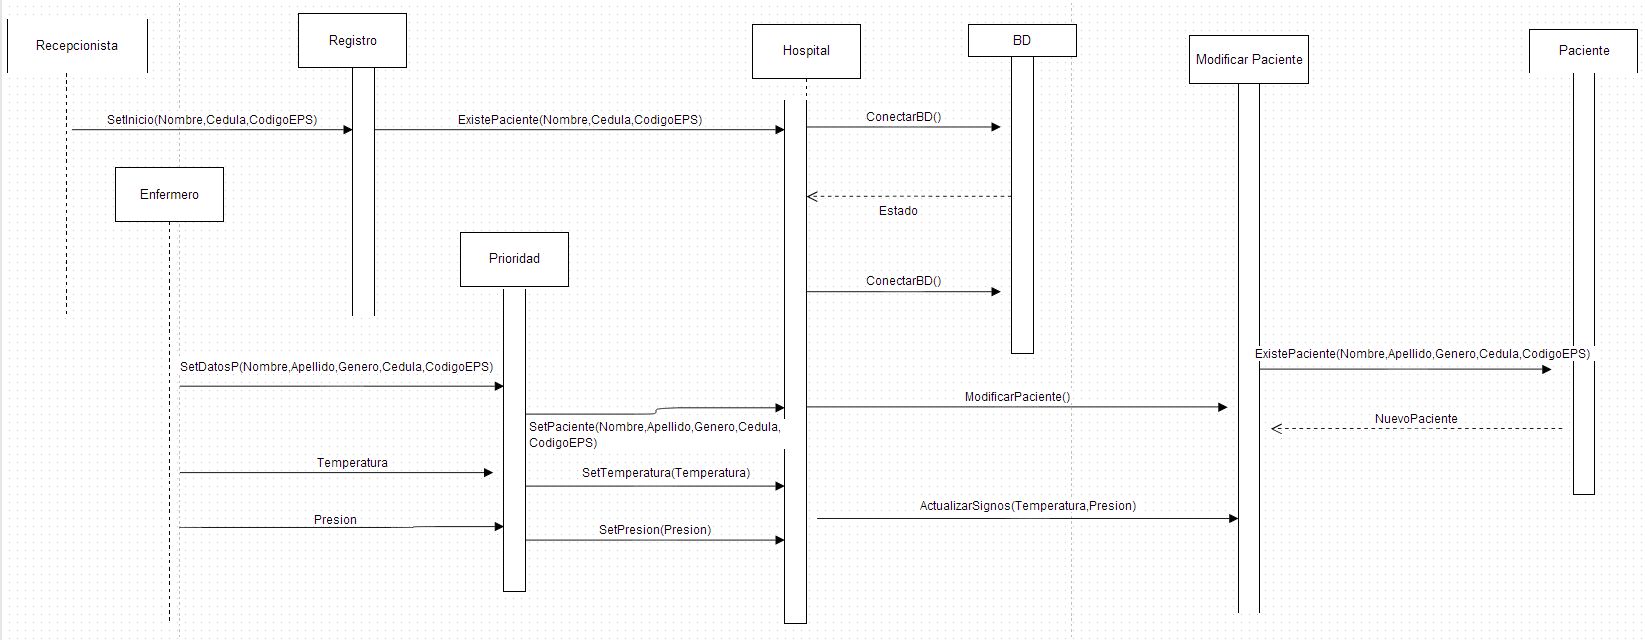 Recepcionista
Registro
Hospital
BD
Modificar Paciente
Paciente
SetInicio(Nombre,Cedula,CodigoEPS)
ExistePaciente(Nombre,Cedula,CodigoEPS)
ConectarBD()
Enfermero
Estado
Prioridad
ConectarBD()
ExistePaciente(Nombre,Apellido,Genero,Cedula,CodigoEPS)
SetDatosP(Nombre,Apellido,Genero,Cedula,CodigoEPS)
ModificarPaciente()
NuevoPaciente
SetPaciente(Nombre,Apellido,Genero,Cedula,
CodigoEPS)
Temperatura
SetTemperatura(Temperatura)
ActualizarSignos(Temperatura,Presion)
Presion
SetPresion(Presion)